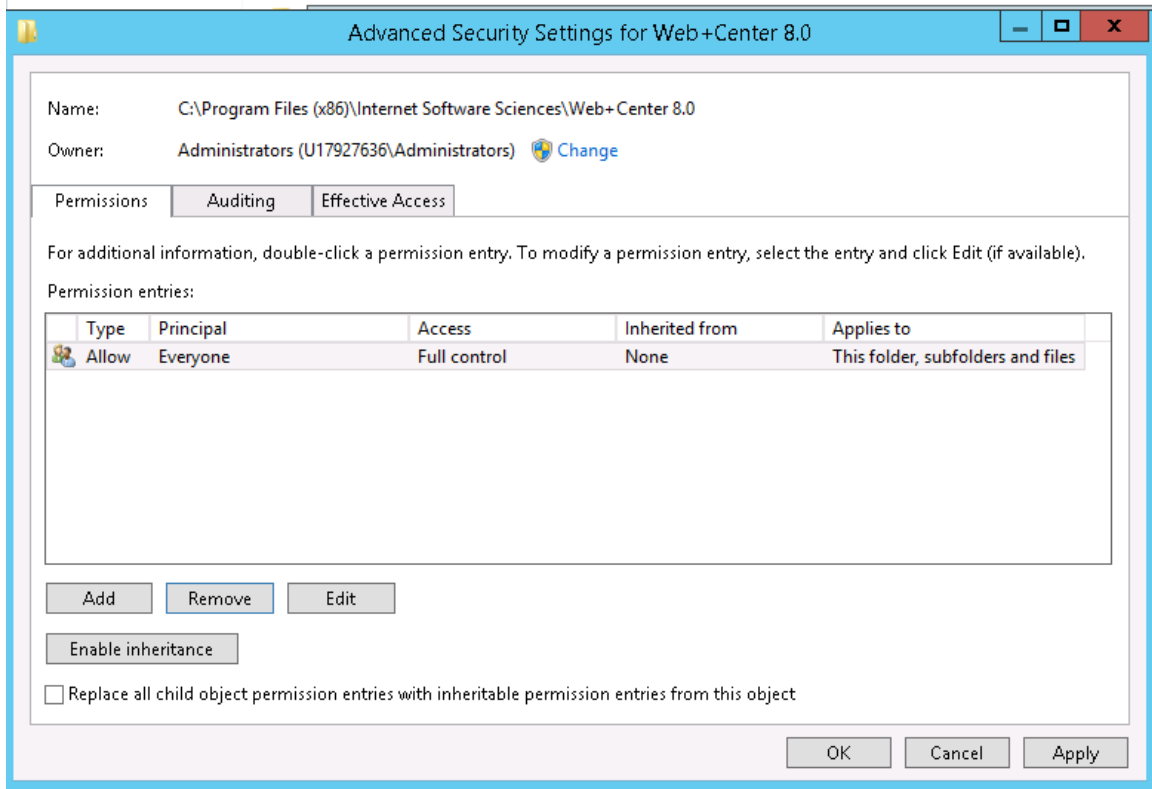 Advanced Security Settings for Web+Center 8.0
Name: C:\Program Files (x86)\Internet Software Sciences\Web+Center 8.0
Owner: Administrators (U17927636\Administrators) Change
Permissions Auditing Effective Access
For additional information, double-click a permission entry. To modify a permission entry, select the entry and click Edit (if available).
Permission entries:
Type Principal Access Inherited from Applies to
Allow Everyone Full control None This folder, subfolders and files
Add Remove Edit
Enable inheritance
Replace all child object permission entries with inheritable permission entries from this object
OK Cancel Apply